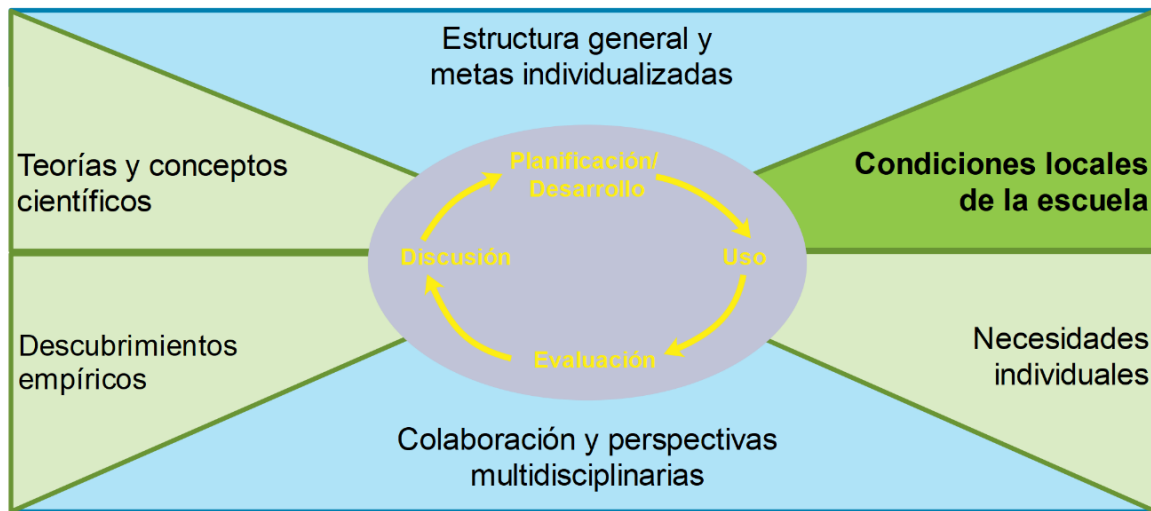 Estructura general y
metas individualizadas
Teorías y conceptos
científicos
Planificación/
Desarrollo
Condiciones locales
de la escuela
Discusión
Uso
Descubrimientos
empíricos
Evaluación
Necesidades
individuales
Colaboración y perspectivas
multidisciplinarias